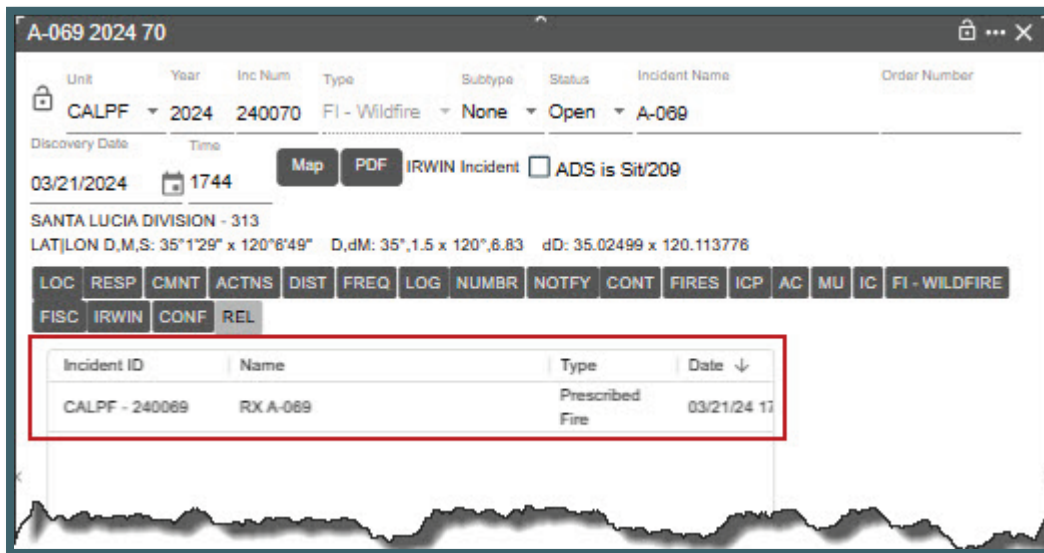 A-069 2024 70
Unit Year Inc Num Type Subtype Status Incident Name Order Number
CALPF 2024 240070 FI - Wildfire None Open A-069
Discovery Date Time
03/21/2024 1744 Map PDF IRWIN Incident ADS is Sit/209
SANTA LUCIA DIVISION - 313
LAT|LON D,M,S: 35°1'29" x 120°6'49" D,dM: 35°,1.5 x 120°,6.83 dD: 35.02499 x 120.113776
LOC RESP CMNT ACTNS DIST FREQ LOG NUMBR NOTFY CONT FIRES ICP AC MU IC FI - WILDFIRE
FISC IRWIN CONF REL
Incident ID Name Type Date
CALPF - 240069 RX A-069 Prescribed Fire 03/21/24 17